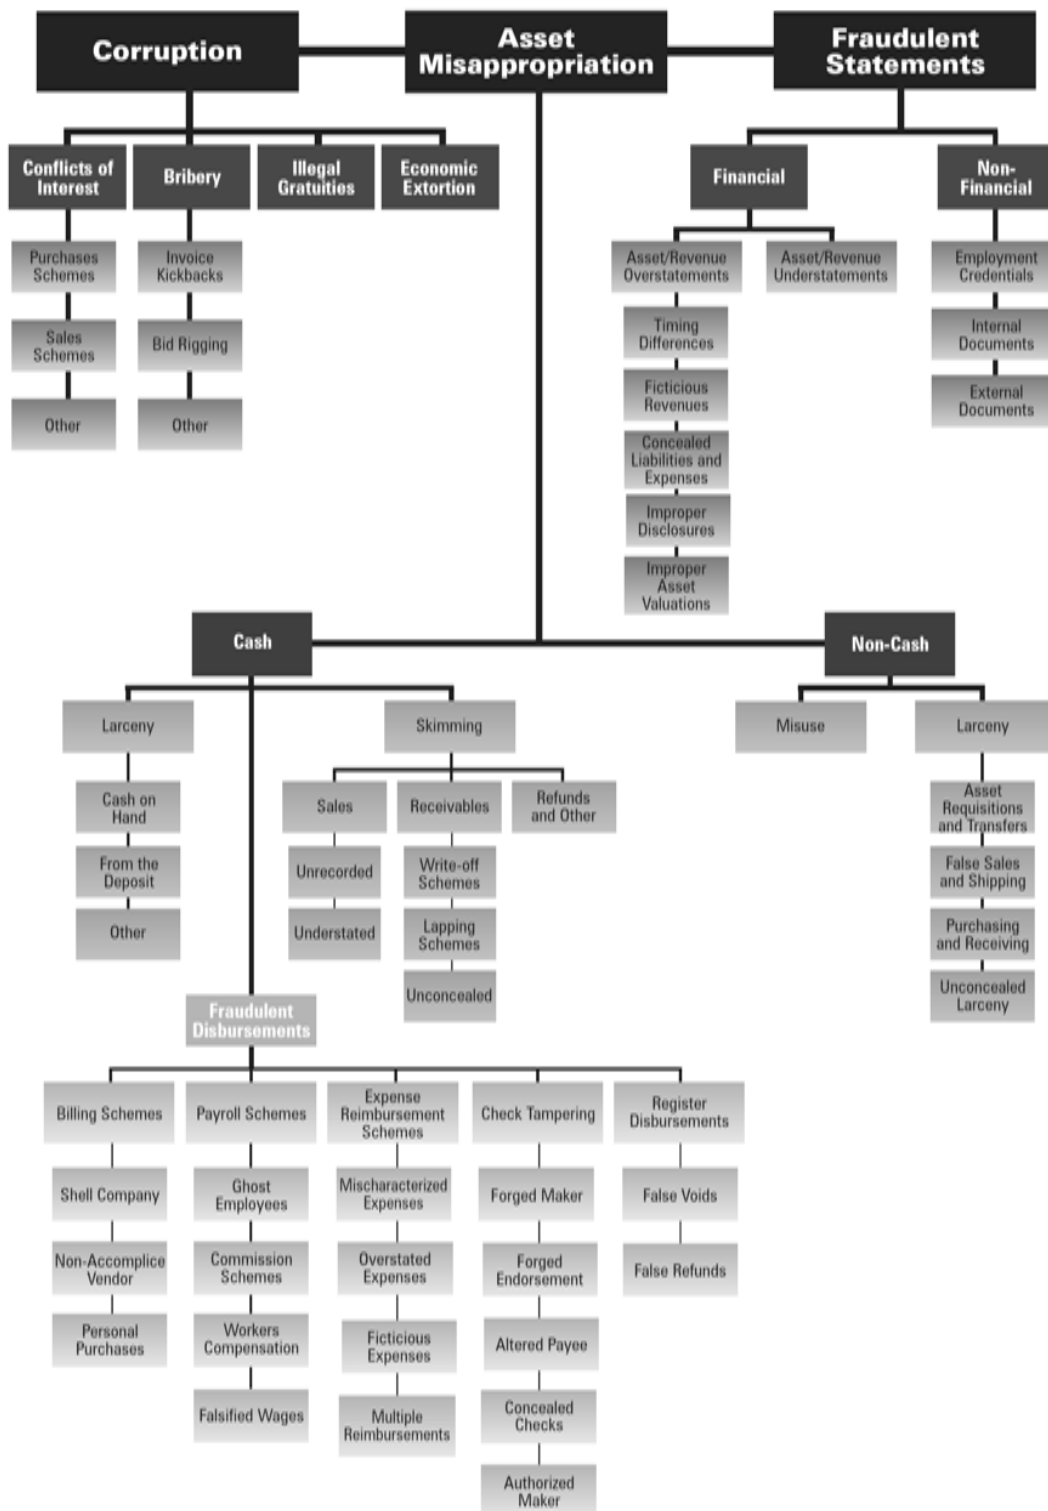 Corruption
Asset
Misappropriation
Fraudulent
Statements
Conflicts of
Interest
Bribery
Illegal
Gratuities
Economic
Extortion
Financial
Non-
Financial
Purchases
Schemes
Sales
Schemes
Other
Invoice
Kickbacks
Bid Rigging
Other
Asset/Revenue
Overstatements
Asset/Revenue
Understatements
Timing
Differences
Ficticious
Revenues
Concealed
Liabilities and
Expenses
Improper
Disclosures
Improper
Asset
Valuations
Employment
Credentials
Internal
Documents
External
Documents
Cash
Non-Cash
Larceny
Cash on
Hand
From the
Deposit
Other
Skimming
Sales
Unrecorded
Understated
Receivables
Write-off
Schemes
Lapping
Schemes
Unconcealed
Refunds
and Other
Misuse
Larceny
Asset
Requisitions
and Transfers
False Sales
and Shipping
Purchasing
and Receiving
Unconcealed
Larceny
Fraudulent
Disbursements
Billing Schemes
Shell Company
Non-Accomplice
Vendor
Personal
Purchases
Payroll Schemes
Ghost
Employees
Commission
Schemes
Workers
Compensation
Falsified Wages
Expense
Reimbursement
Schemes
Mischaracterized
Expenses
Overstated
Expenses
Ficticious
Expenses
Multiple
Reimbursements
Check Tampering
Forged Maker
Forged
Endorsement
Altered Payee
Concealed
Checks
Authorized
Maker
Register
Disbursements
False Voids
False Refunds